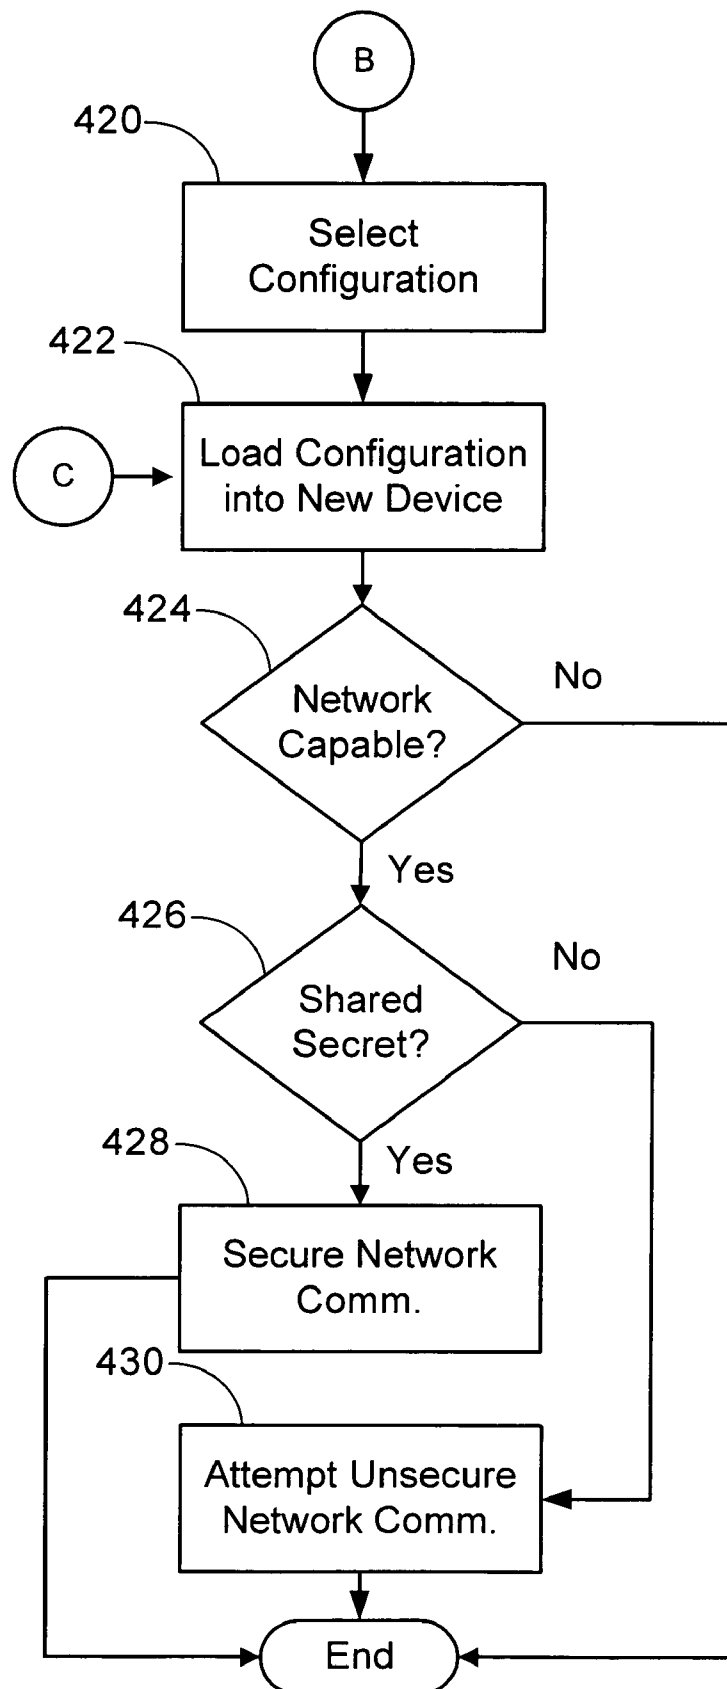 B
420
Select
Configuration
422
Load Configuration
into New Device
C
424
Network
Capable?
No
Yes
426
Shared
Secret?
No
Yes
428
Secure Network
Comm.
430
Attempt Unsecure
Network Comm.
End